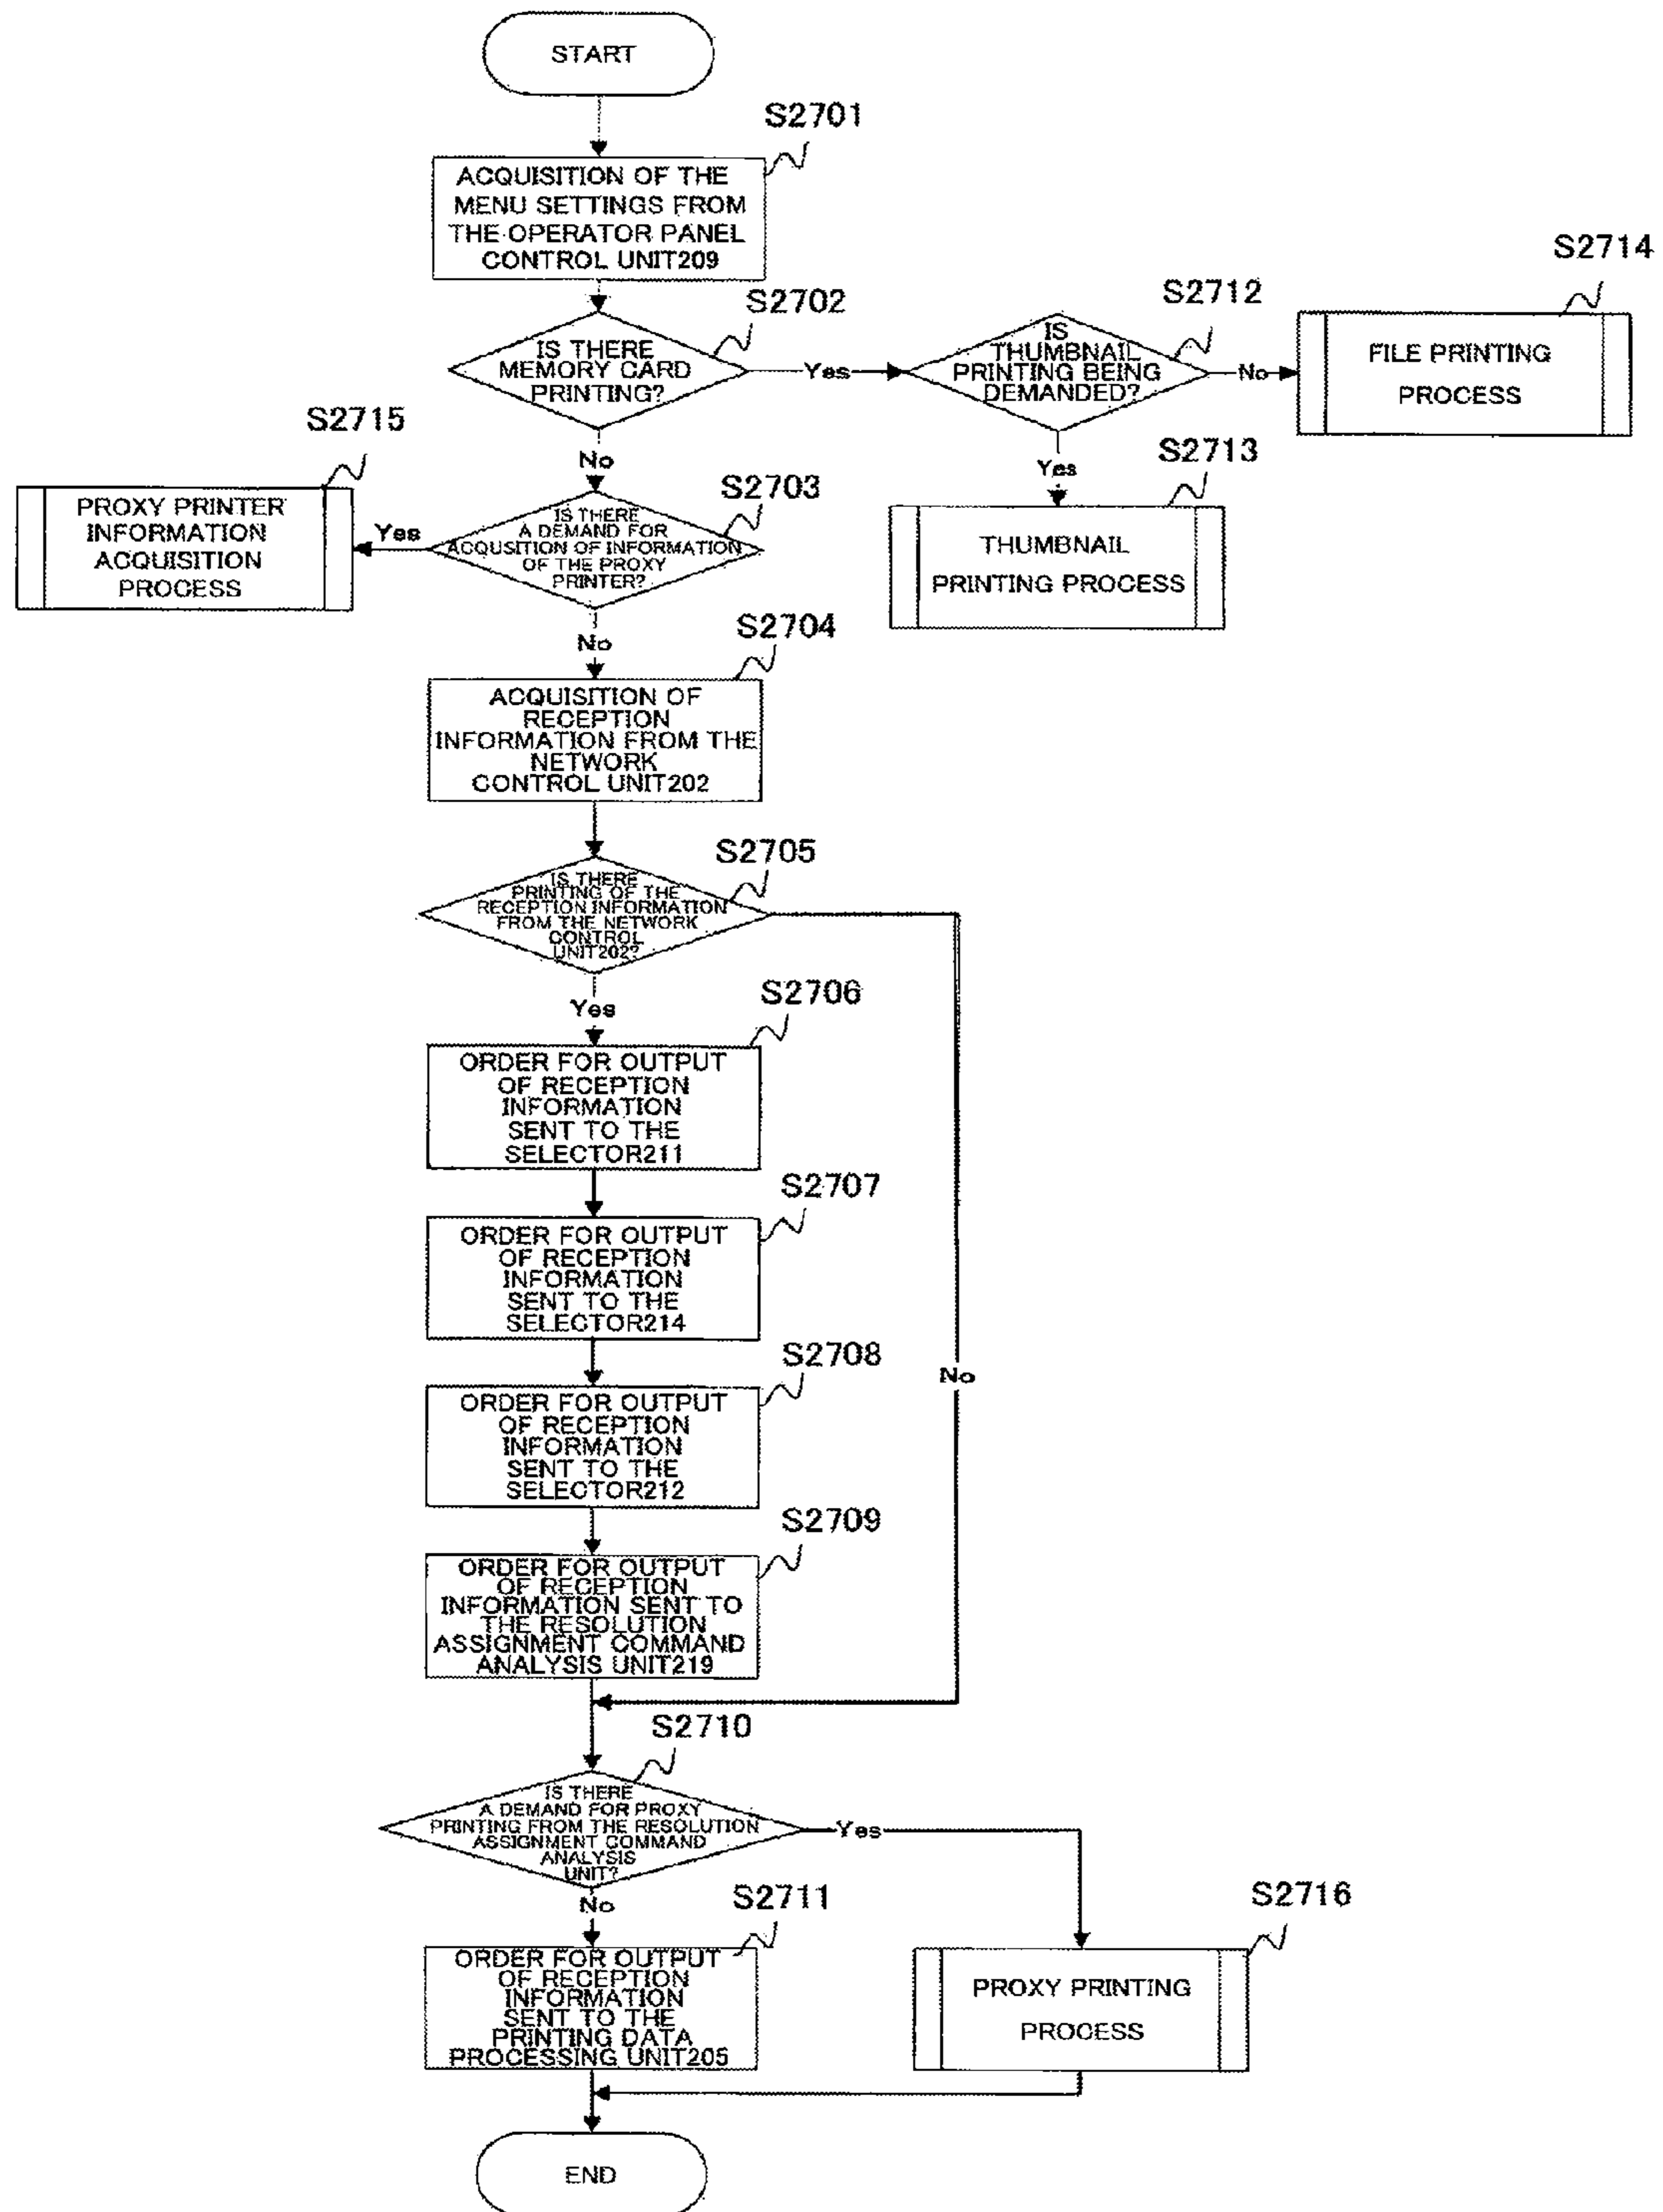 START
S2701
ACQUISITION OF THE
MENU SETTINGS FROM
THE OPERATOR PANEL
CONTROL UNIT209
S2702
IS THERE
MEMORY CARD
PRINTING?
Yes
S2712
IS
THUMBNAIL
PRINTING BEING
DEMANDED?
No
S2714
FILE PRINTING
PROCESS
Yes
S2713
THUMBNAIL
PRINTING PROCESS
No
S2703
IS THERE
A DEMAND FOR
ACQUSITION OF INFORMATION
OF THE PROXY
PRINTER?
Yes
S2715
PROXY PRINTER
INFORMATION
ACQUISITION
PROCESS
No
S2704
ACQUISITION OF
RECEPTION
INFORMATION FROM THE
NETWORK
CONTROL UNIT202
S2705
IS THERE
PRINTING OF THE
RECEPTION INFORMATION
FROM THE NETWORK
CONTROL
UNIT202?
Yes
No
S2706
ORDER FOR OUTPUT
OF RECEPTION
INFORMATION
SENT TO THE
SELECTOR211
S2707
ORDER FOR OUTPUT
OF RECEPTION
INFORMATION
SENT TO THE
SELECTOR214
S2708
ORDER FOR OUTPUT
OF RECEPTION
INFORMATION
SENT TO THE
SELECTOR212
S2709
ORDER FOR OUTPUT
OF RECEPTION
INFORMATION SENT TO
THE RESOLUTION
ASSIGNMENT COMMAND
ANALYSIS UNIT219
S2710
IS THERE
A DEMAND FOR PROXY
PRINTING FROM THE RESOLUTION
ASSIGNMENT COMMAND
ANALYSIS
UNIT?
Yes
No
S2711
ORDER FOR OUTPUT
OF RECEPTION
INFORMATION
SENT TO THE
PRINTING DATA
PROCESSING UNIT205
S2716
PROXY PRINTING
PROCESS
END